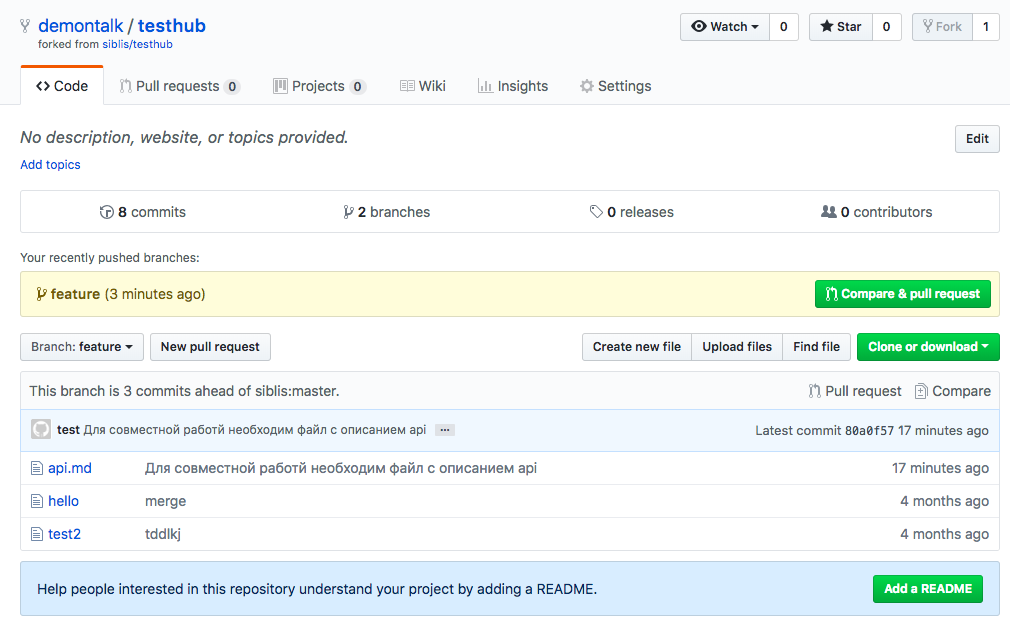 demontalk / testhub
Watch 0 Star 0 Fork 1
forked from siblis/testhub
Code Pull requests 0 Projects 0 Wiki Insights Settings
No description, website, or topics provided. Edit
Add topics
8 commits 2 branches 0 releases 0 contributors
Your recently pushed branches:
feature (3 minutes ago) Compare & pull request
Branch: feature New pull request Create new file Upload files Find file Clone or download
This branch is 3 commits ahead of siblis:master. Pull request Compare
test Для совместной работй необходим файл с описанием api ... Latest commit 80a0f57 17 minutes ago
api.md Для совместной работй необходим файл с описанием api 17 minutes ago
hello merge 4 months ago
test2 tddlkj 4 months ago
Help people interested in this repository understand your project by adding a README. Add a README